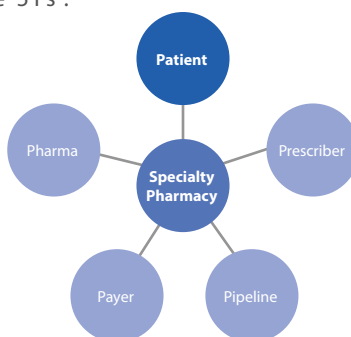 Patient
Pharma
Prescriber
Specialty
Pharmacy
Payer
Pipeline